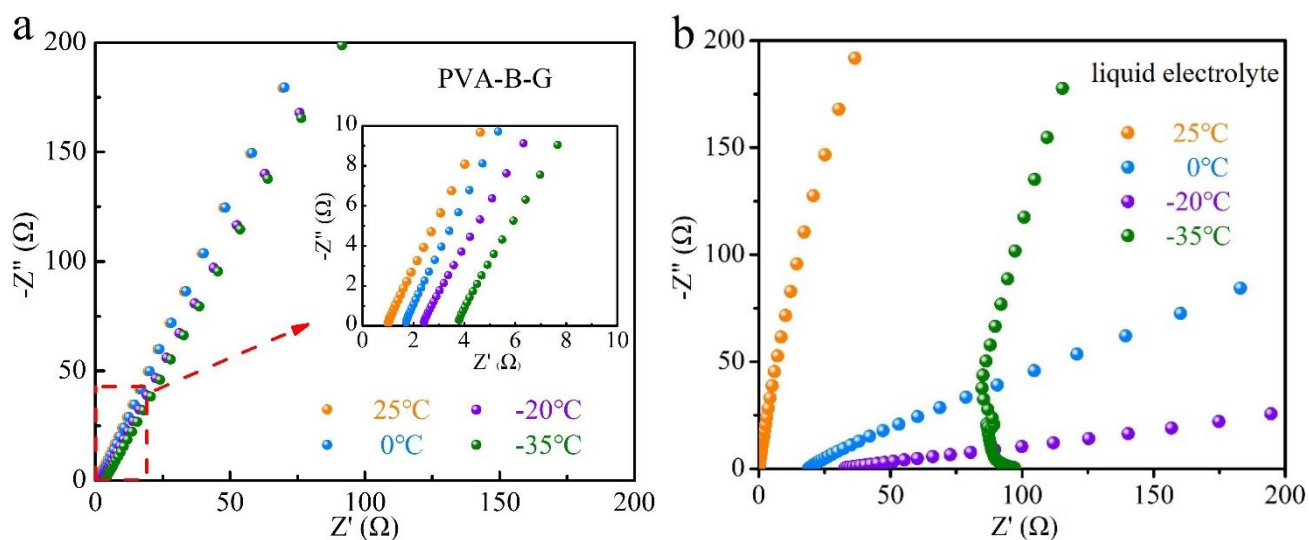 a
200
150
100
50
0
-Z" (Ω)
0 50 100 150 200
Z' (Ω)
PVA-B-G
10
8
6
4
2
0
-Z" (Ω)
0 2 4 6 8 10
Z' (Ω)
25℃ -20℃
0℃ -35℃
b
200
150
100
50
0
-Z" (Ω)
0 50 100 150 200
Z' (Ω)
liquid electrolyte
25℃
0℃
-20℃
-35℃